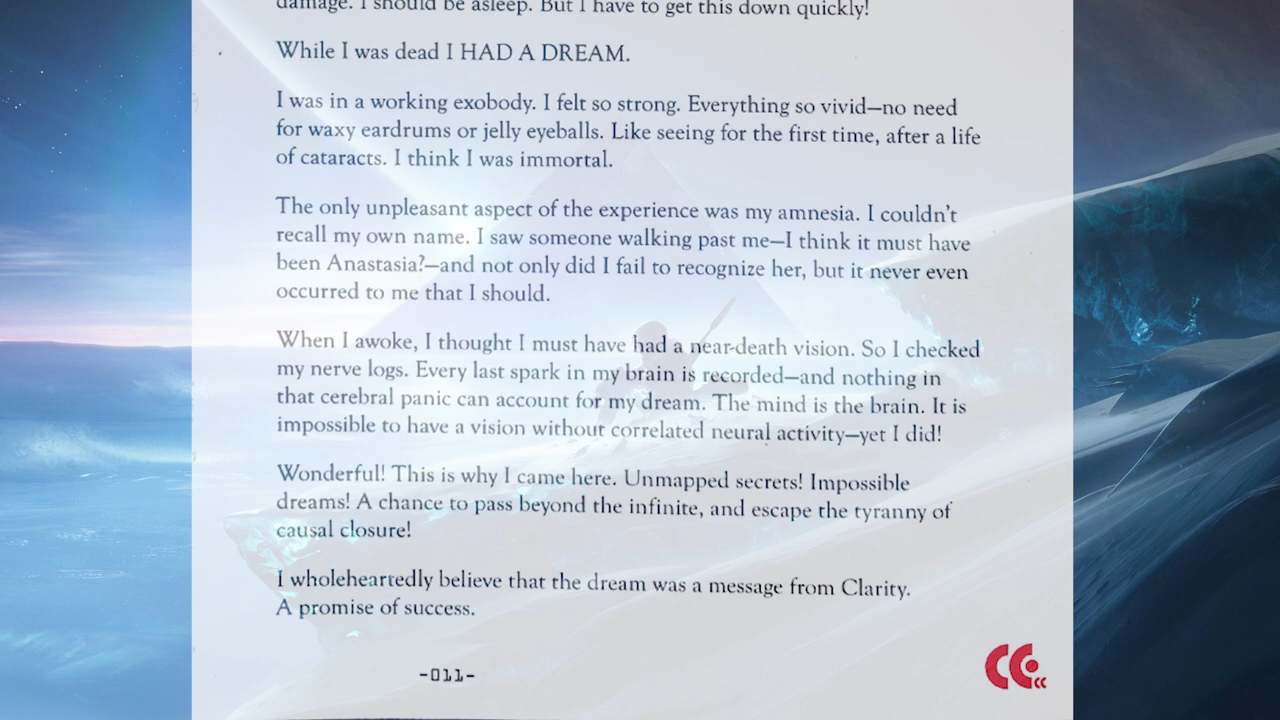 damage. I should be asleep. But I have to get this down quickly!
While I was dead I HAD A DREAM.
I was in a working exobody. I felt so strong. Everything so vivid—no need
for waxy eardrums or jelly eyeballs. Like seeing for the first time, after a life
of cataracts. I think I was immortal.
The only unpleasant aspect of the experience was my amnesia. I couldn't
recall my own name. I saw someone walking past me—I think it must have
been Anastasia?—and not only did I fail to recognize her, but it never even
occurred to me that I should.
When I awoke, I thought I must have had a near-death vision. So I checked
my nerve logs. Every last spark in my brain is recorded—and nothing in
that cerebral panic can account for my dream. The mind is the brain. It is
impossible to have a vision without correlated neural activity—yet I did!
Wonderful! This is why I came here. Unmapped secrets! Impossible
dreams! A chance to pass beyond the infinite, and escape the tyranny of
causal closure!
I wholeheartedly believe that the dream was a message from Clarity.
A promise of success.
-011-